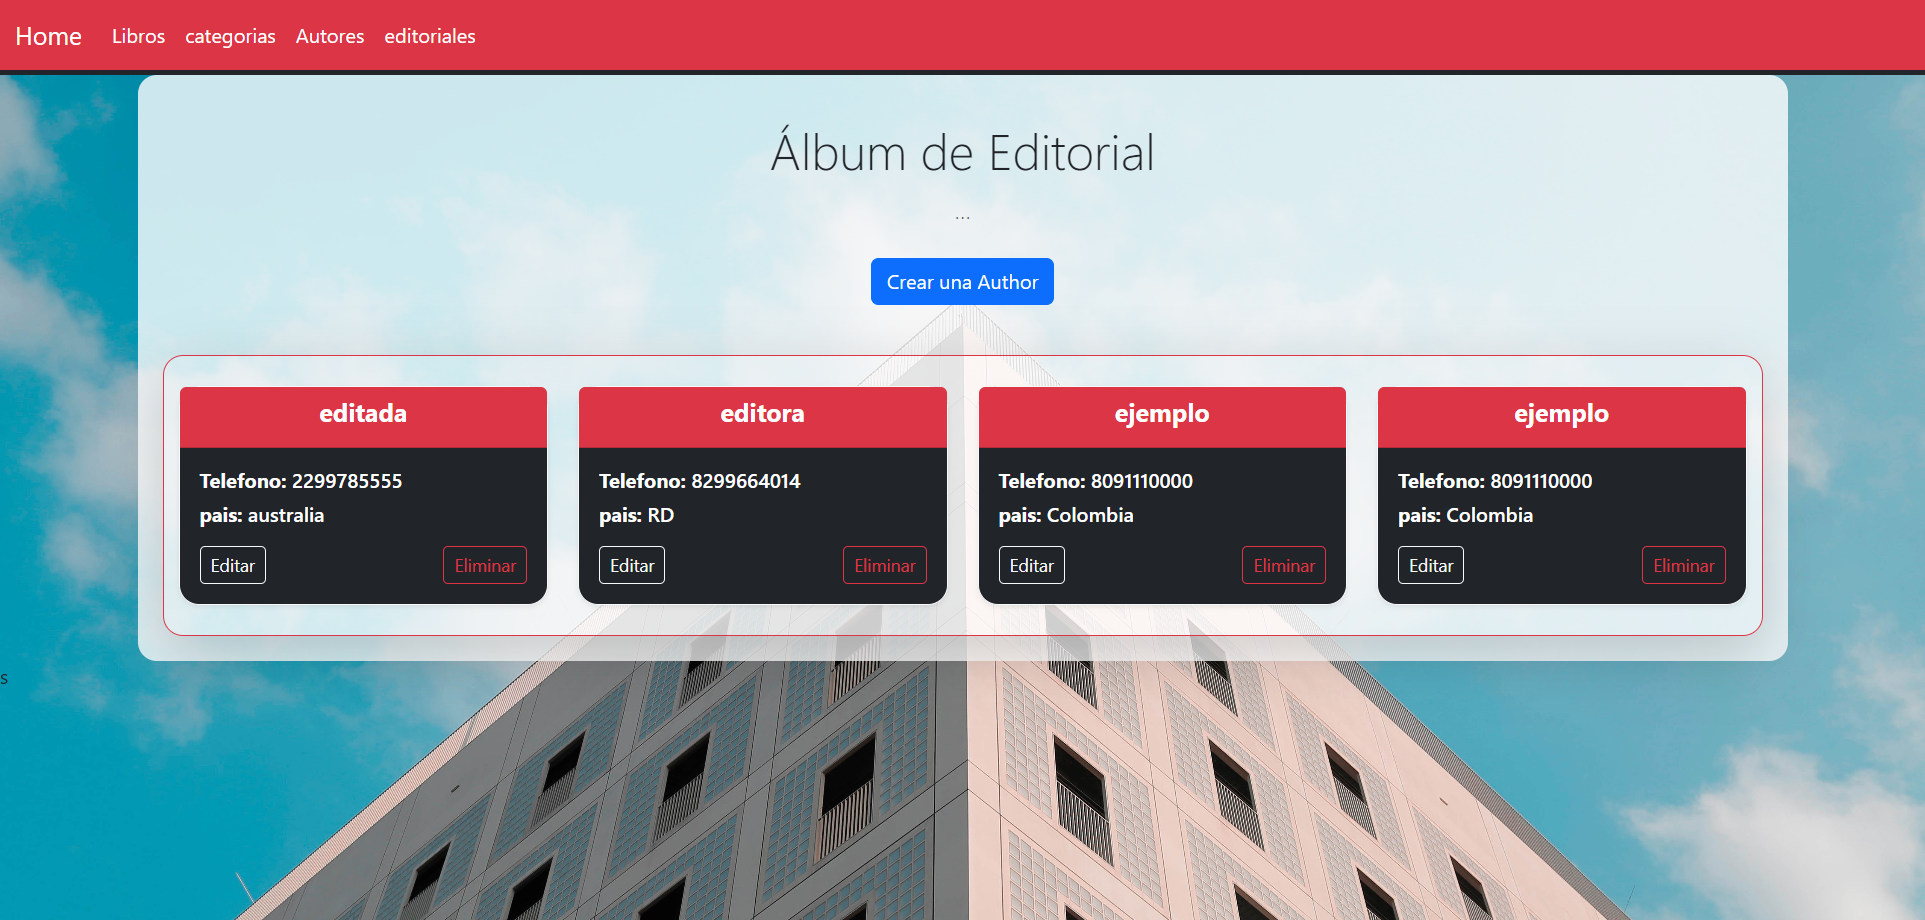 Home Libros categorias Autores editoriales
Álbum de Editorial
...
Crear una Author
editada
Telefono: 2299785555
pais: australia
Editar Eliminar
editora
Telefono: 8299664014
pais: RD
Editar Eliminar
ejemplo
Telefono: 8091110000
pais: Colombia
Editar Eliminar
ejemplo
Telefono: 8091110000
pais: Colombia
Editar Eliminar
s